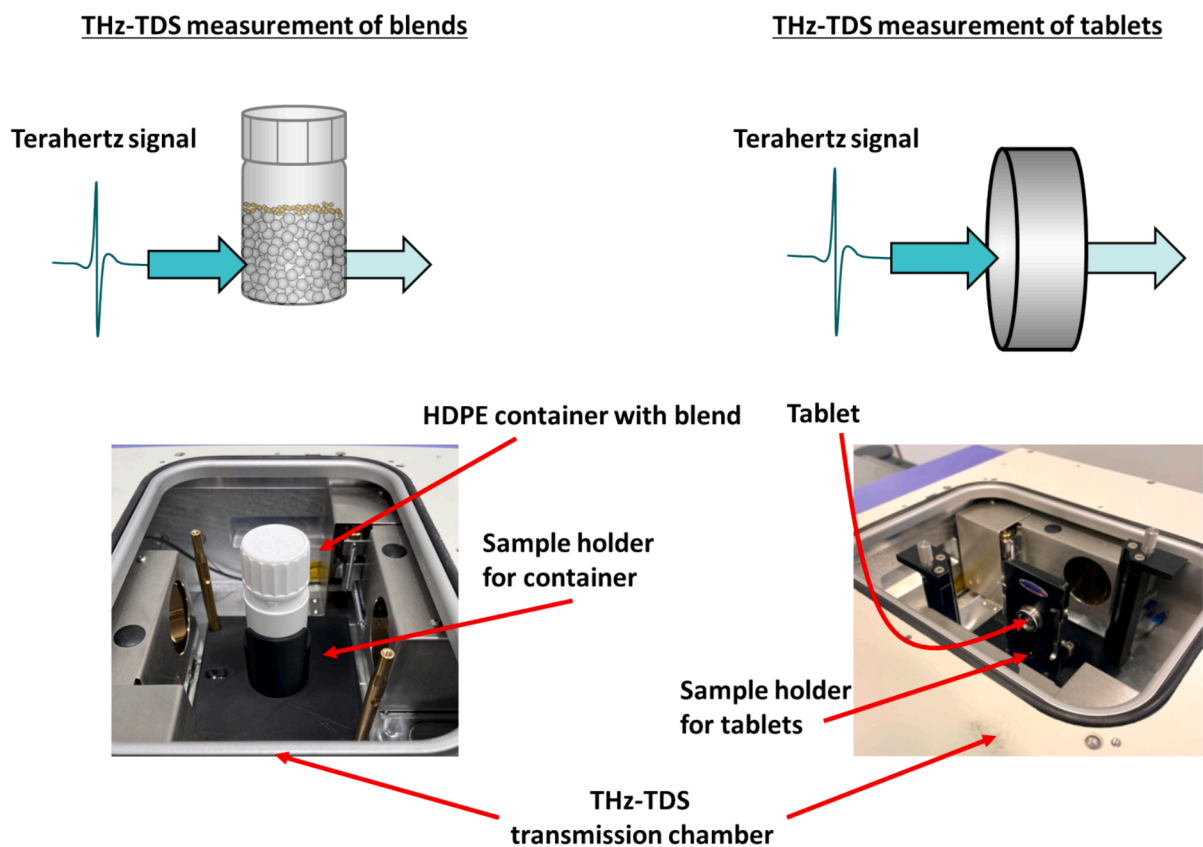 THz-TDS measurement of blends
THz-TDS measurement of tablets
Terahertz signal
Terahertz signal
HDPE container with blend
Tablet
Sample holder
for container
Sample holder
for tablets
THz-TDS
transmission chamber